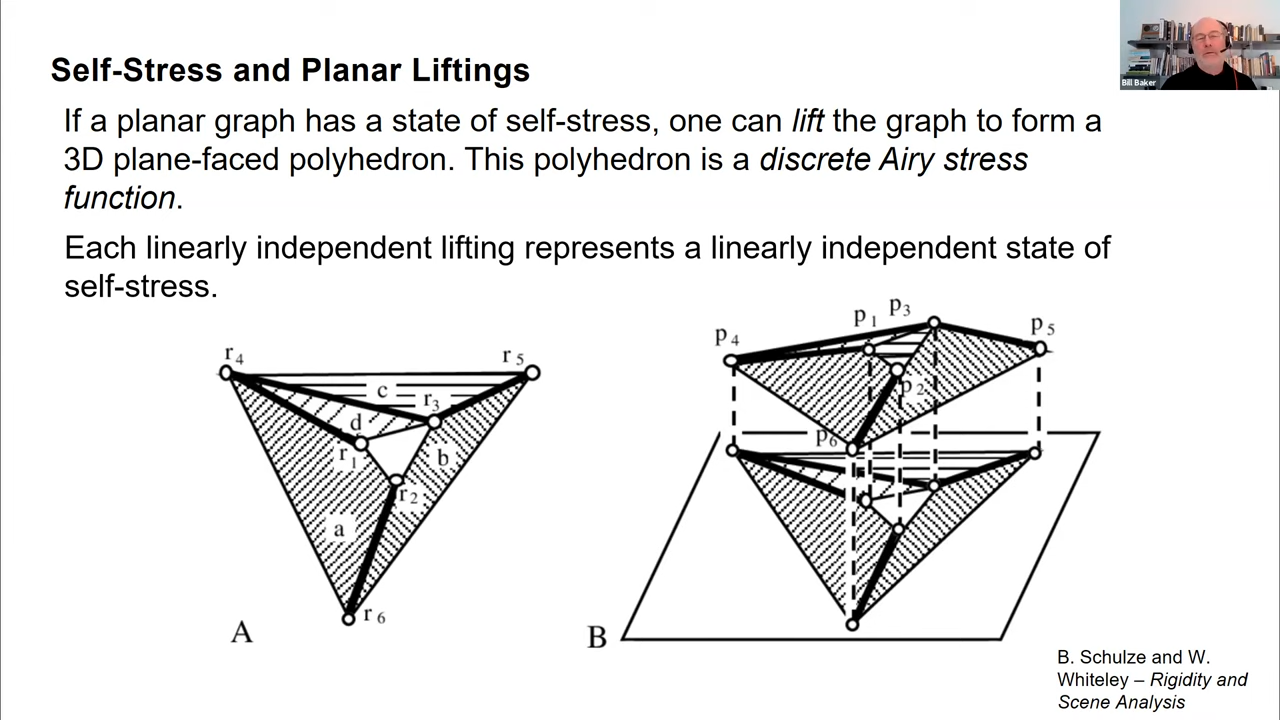 Self-Stress and Planar Liftings
If a planar graph has a state of self-stress, one can lift the graph to form a
3D plane-faced polyhedron. This polyhedron is a discrete Airy stress
function.
Each linearly independent lifting represents a linearly independent state of
self-stress.
Bill Baker
r4
r5
c
r3
d
r1
b
r2
a
r6
A
p4
p1
p3
p5
p2
p6
B
B. Schulze and W.
Whiteley – Rigidity and
Scene Analysis